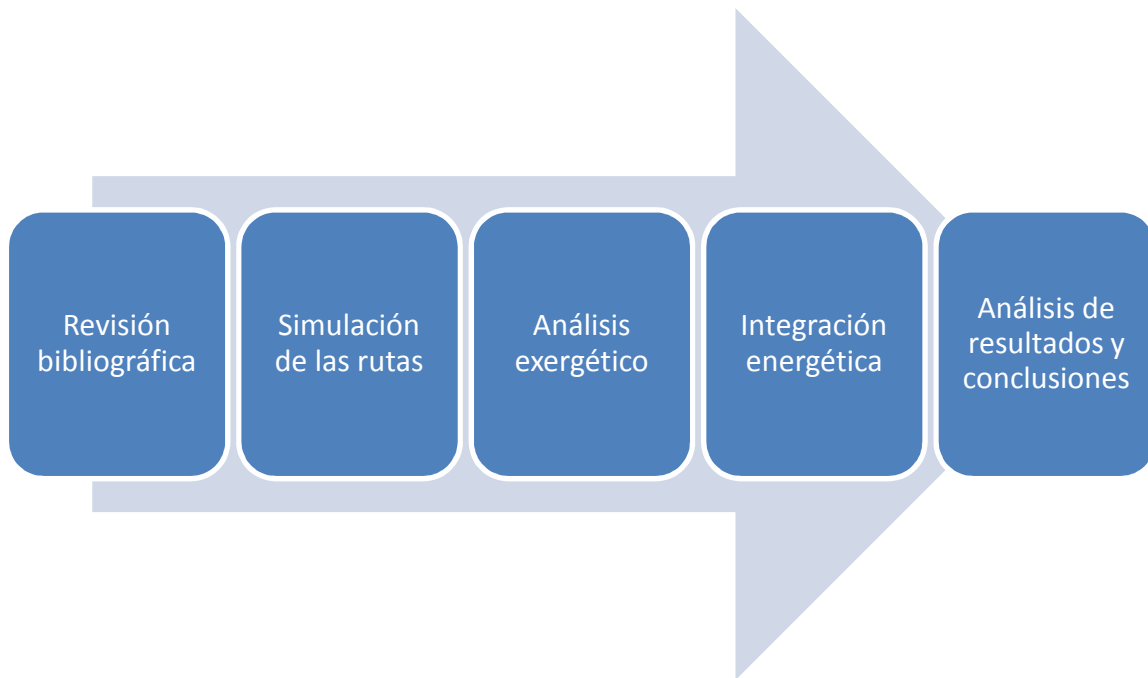 Revisión
bibliográfica
Simulación
de las rutas
Análisis
exergético
Integración
energética
Análisis de
resultados y
conclusiones